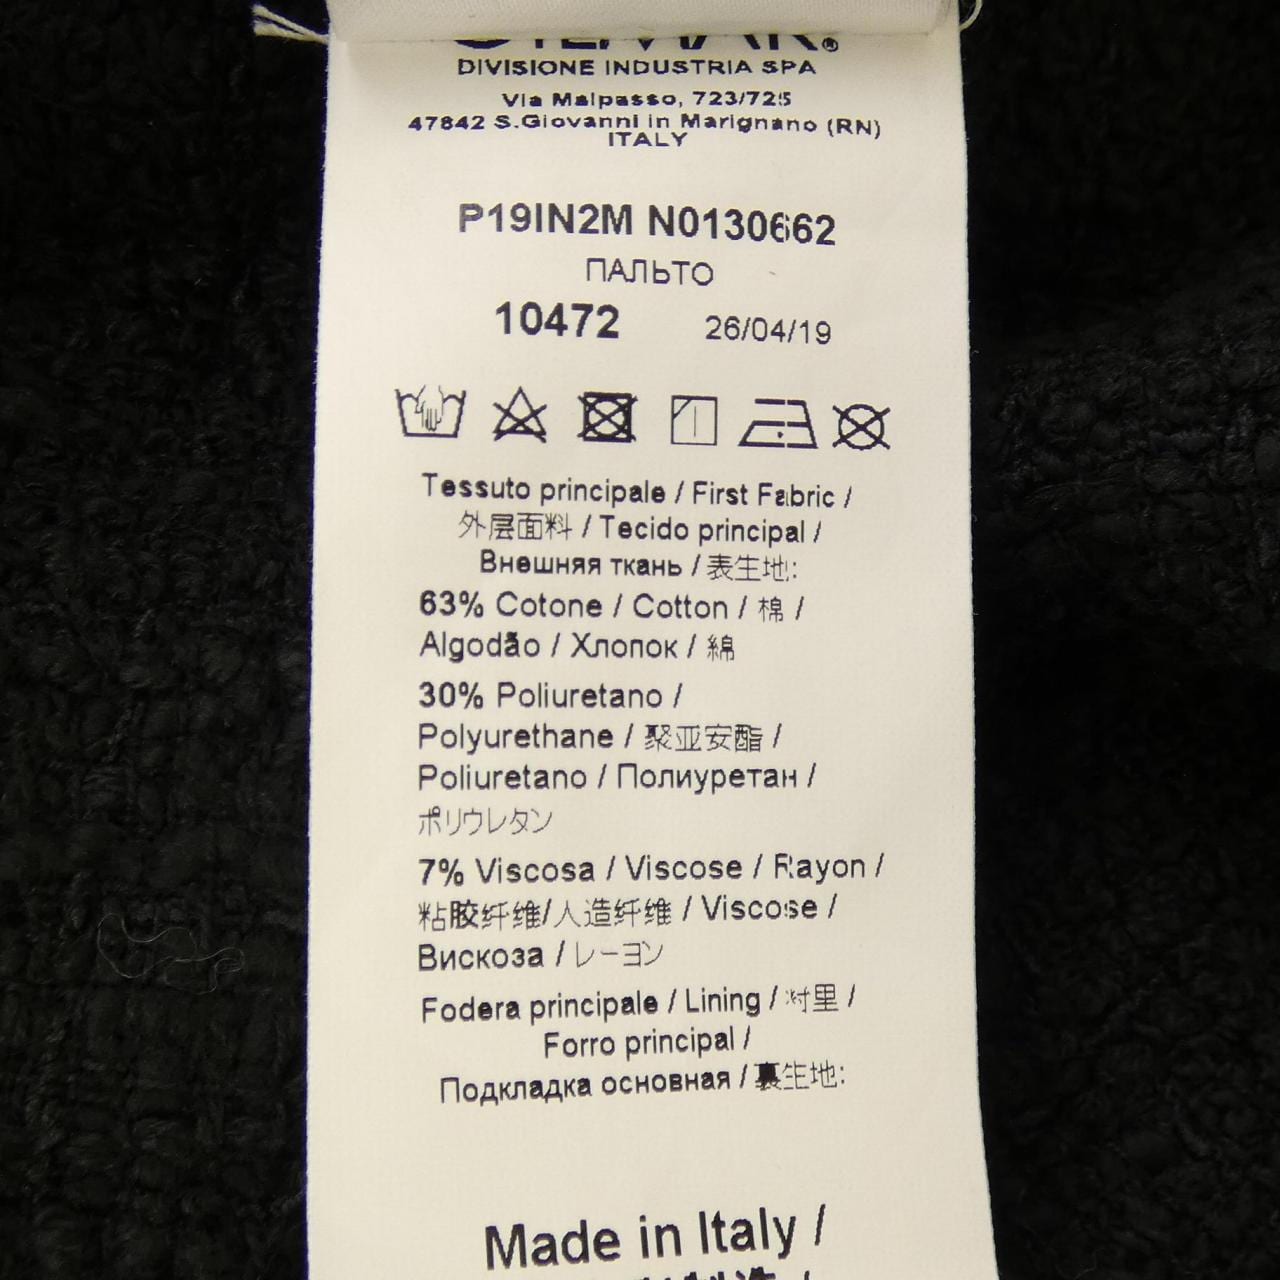 GILMAR®
DIVISIONE INDUSTRIA SPA
Via Malpasso, 723/725
47842 S.Giovanni in Marignano (RN)
ITALY
P19IN2M N0130662
ПАЛЬТО
10472 26/04/19
Tessuto principale / First Fabric /
外层面料 / Tecido principal /
Внешняя ткань / 表生地:
63% Cotone / Cotton / 棉 /
Algodão / Хлопок / 綿
30% Poliuretano /
Polyurethane / 聚亚安酯 /
Poliuretano / Полиуретан /
ポリウレタン
7% Viscosa / Viscose / Rayon /
粘胶纤维/人造纤维 / Viscose /
Вискоза / レーヨン
Fodera principale / Lining / 衬里 /
Forro principal /
Подкладка основная / 裏生地:
Made in Italy /